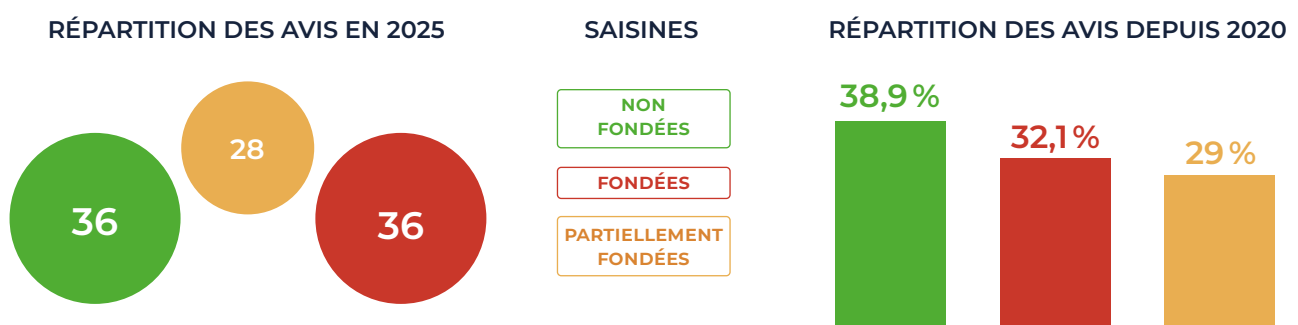 RÉPARTITION DES AVIS EN 2025
36
28
36
SAISINES
NON
FONDÉES
FONDÉES
PARTIELLEMENT
FONDÉES
RÉPARTITION DES AVIS DEPUIS 2020
38,9 %
32,1 %
29 %